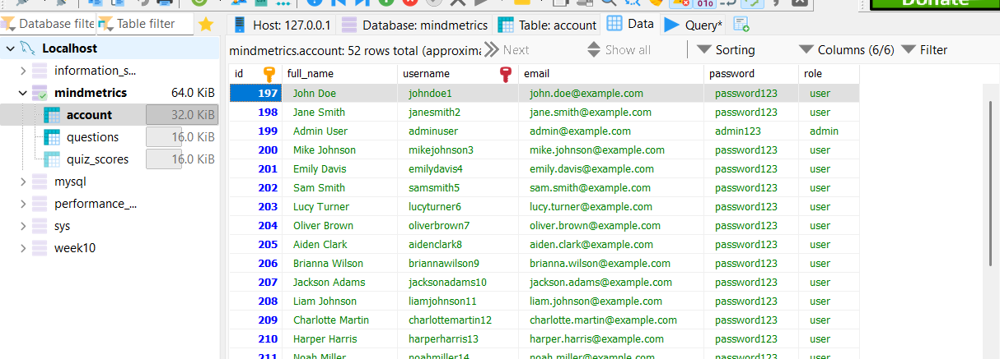 Donate
Database filte
Table filter
Host: 127.0.0.1
Database: mindmetrics
Table: account
Data
Query*
Localhost
information_s...
mindmetrics 64.0 KiB
account 32.0 KiB
questions 16.0 KiB
quiz_scores 16.0 KiB
mysql
performance_...
sys
week10
mindmetrics.account: 52 rows total (approxima
Next
Show all
Sorting
Columns (6/6)
Filter
id full_name username email password role
197 John Doe johndoe1 john.doe@example.com password123 user
198 Jane Smith janesmith2 jane.smith@example.com password123 user
199 Admin User adminuser admin@example.com admin123 admin
200 Mike Johnson mikejohnson3 mike.johnson@example.com password123 user
201 Emily Davis emilydavis4 emily.davis@example.com password123 user
202 Sam Smith samsmith5 sam.smith@example.com password123 user
203 Lucy Turner lucyturner6 lucy.turner@example.com password123 user
204 Oliver Brown oliverbrown7 oliver.brown@example.com password123 user
205 Aiden Clark aidenclark8 aiden.clark@example.com password123 user
206 Brianna Wilson briannawilson9 brianna.wilson@example.com password123 user
207 Jackson Adams jacksonadams10 jackson.adams@example.com password123 user
208 Liam Johnson liamjohnson11 liam.johnson@example.com password123 user
209 Charlotte Martin charlottemartin12 charlotte.martin@example.com password123 user
210 Harper Harris harperharris13 harper.harris@example.com password123 user
211 Noah Miller noahmiller14 noah.miller@example.com password123 user